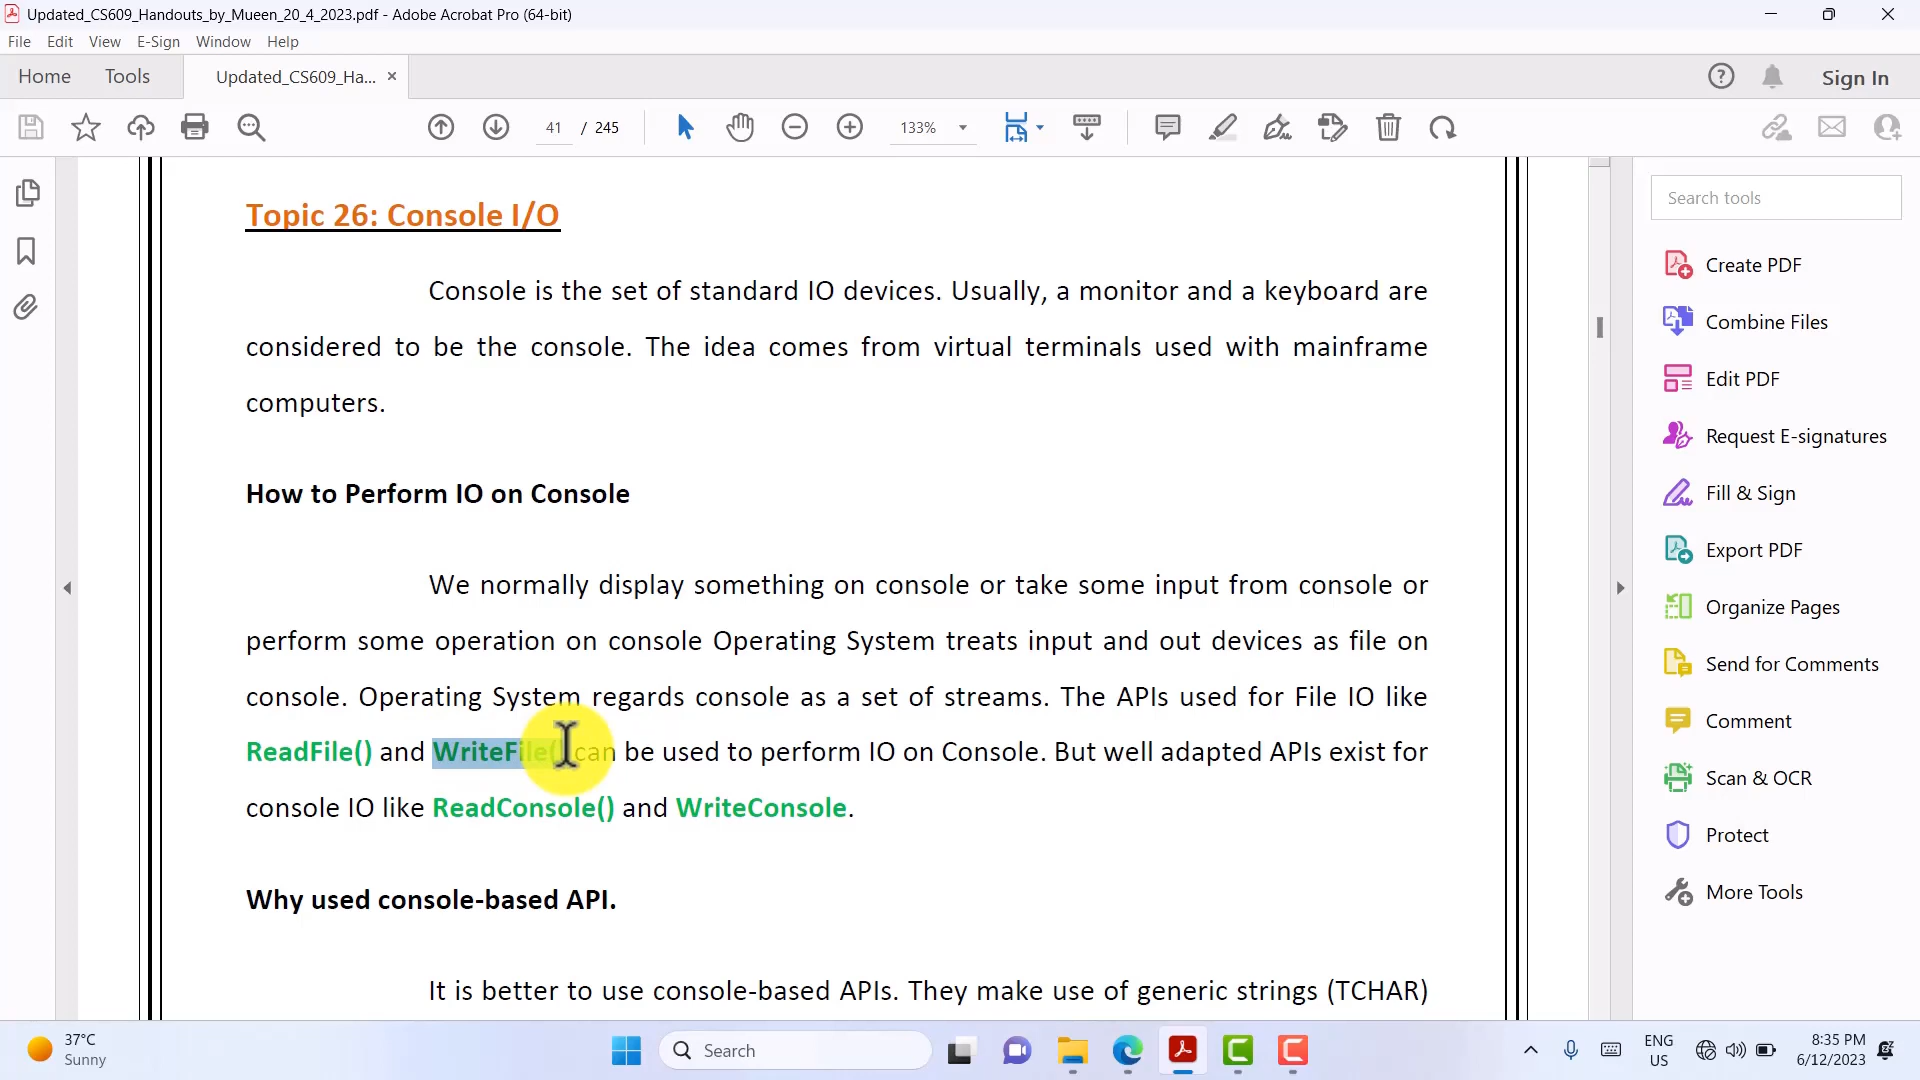 Updated_CS609_Handouts_by_Mueen_20_4_2023.pdf - Adobe Acrobat Pro (64-bit)
File Edit View E-Sign Window Help
Home Tools Updated_CS609_Ha... × Sign In
41 / 245 133%
Topic 26: Console I/O
Console is the set of standard IO devices. Usually, a monitor and a keyboard are
considered to be the console. The idea comes from virtual terminals used with mainframe
computers.
How to Perform IO on Console
We normally display something on console or take some input from console or
perform some operation on console Operating System treats input and out devices as file on
console. Operating System regards console as a set of streams. The APIs used for File IO like
ReadFile() and WriteFile() can be used to perform IO on Console. But well adapted APIs exist for
console IO like ReadConsole() and WriteConsole.
Why used console-based API.
It is better to use console-based APIs. They make use of generic strings (TCHAR)
Search tools
Create PDF
Combine Files
Edit PDF
Request E-signatures
Fill & Sign
Export PDF
Organize Pages
Send for Comments
Comment
Scan & OCR
Protect
More Tools
37°C
Sunny
Search
ENG
US
8:35 PM
6/12/2023